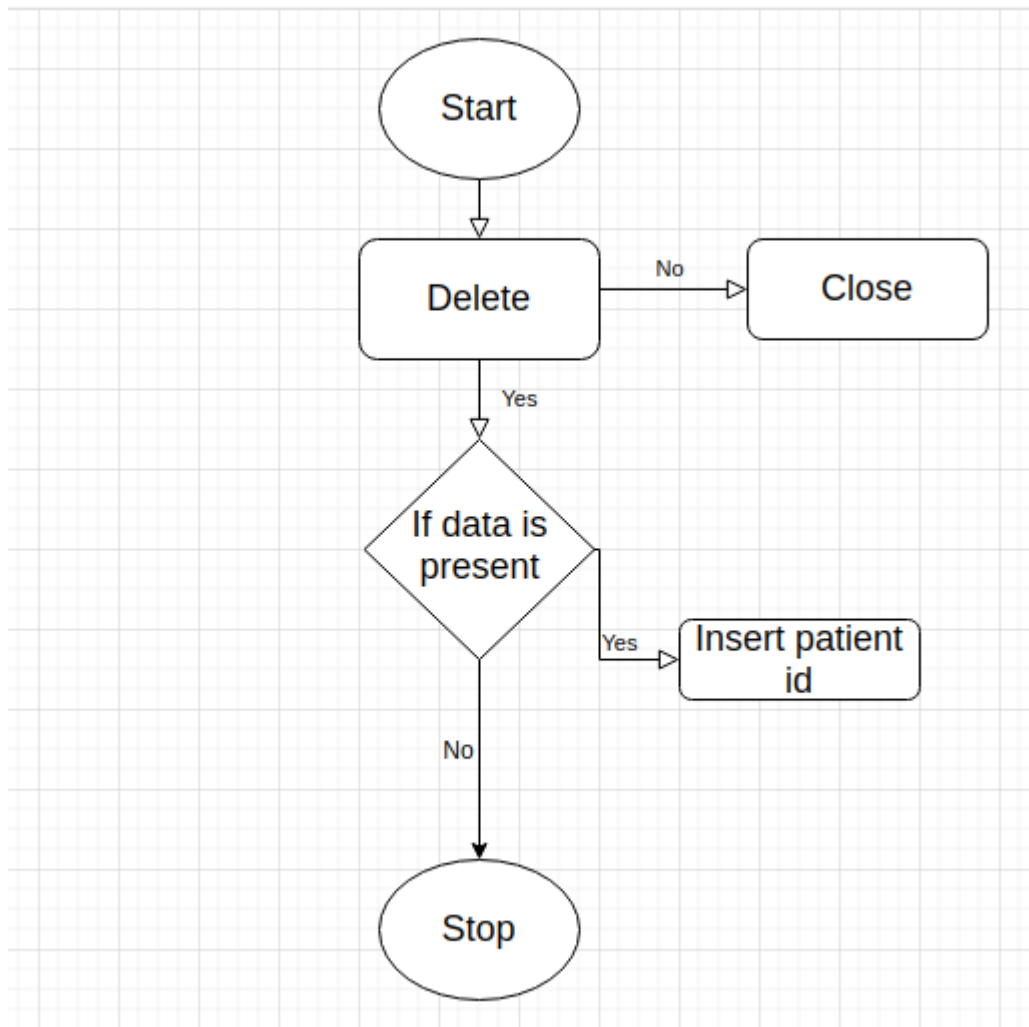 Start
Delete
No
Close
Yes
If data is
present
Yes
Insert patient
id
No
Stop